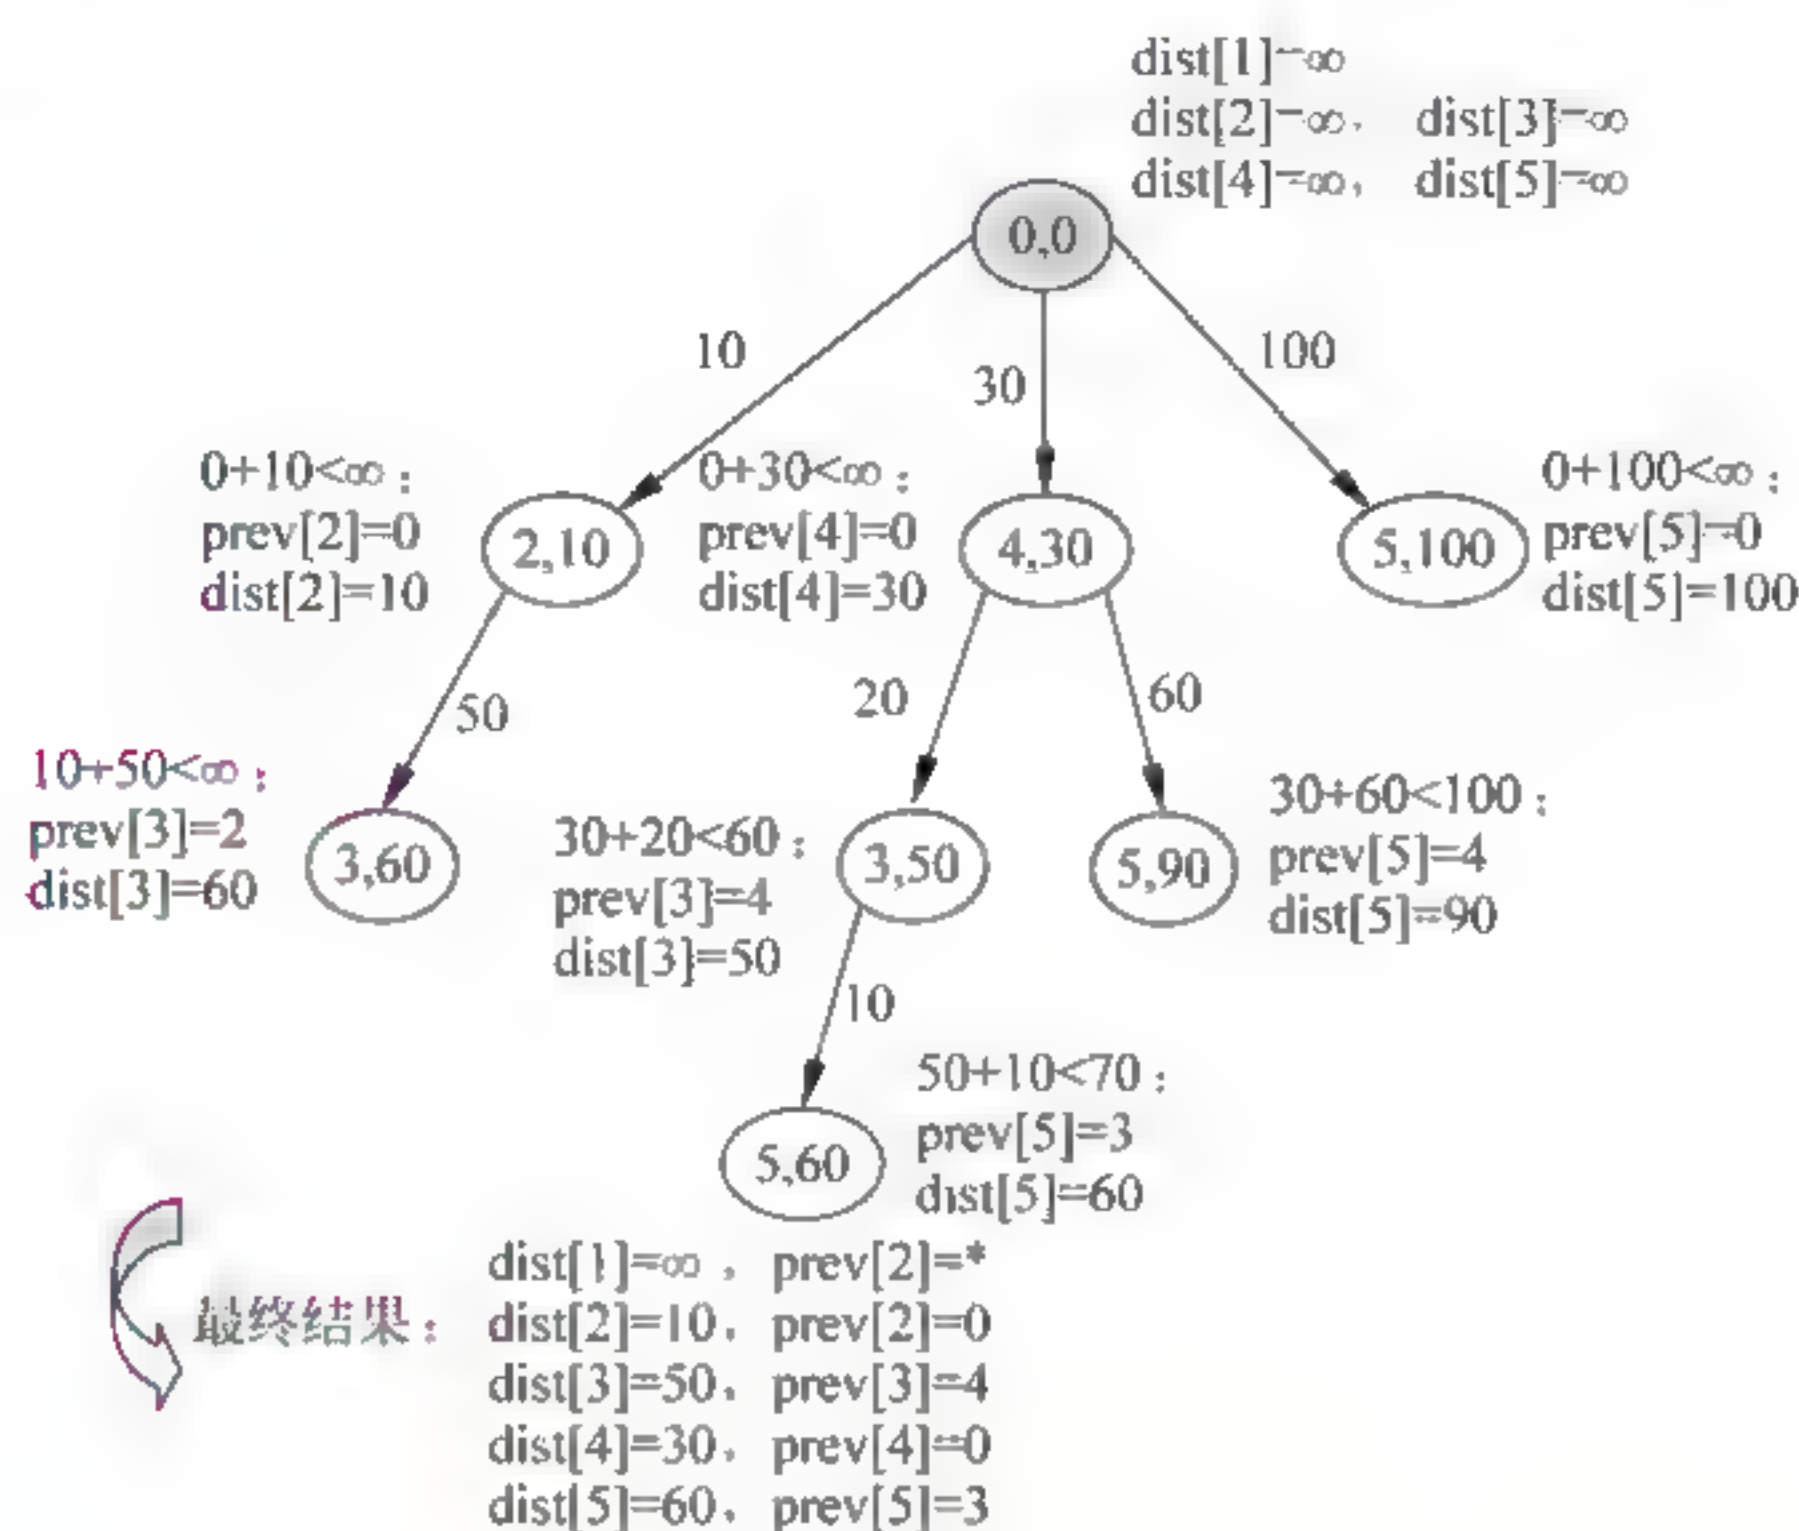 dist[1]=∞
dist[2]=∞, dist[3]=∞
dist[4]=∞, dist[5]=∞
0,0
10
30
100
0+10<∞:
prev[2]=0
dist[2]=10
2,10
0+30<∞:
prev[4]=0
dist[4]=30
4,30
5,100
0+100<∞:
prev[5]=0
dist[5]=100
50
20
60
10+50<∞:
prev[3]=2
dist[3]=60
3,60
30+20<60:
prev[3]=4
dist[3]=50
3,50
5,90
30+60<100:
prev[5]=4
dist[5]=90
10
5,60
50+10<70:
prev[5]=3
dist[5]=60
最终结果:
dist[1]=∞, prev[2]=*
dist[2]=10, prev[2]=0
dist[3]=50, prev[3]=4
dist[4]=30, prev[4]=0
dist[5]=60, prev[5]=3